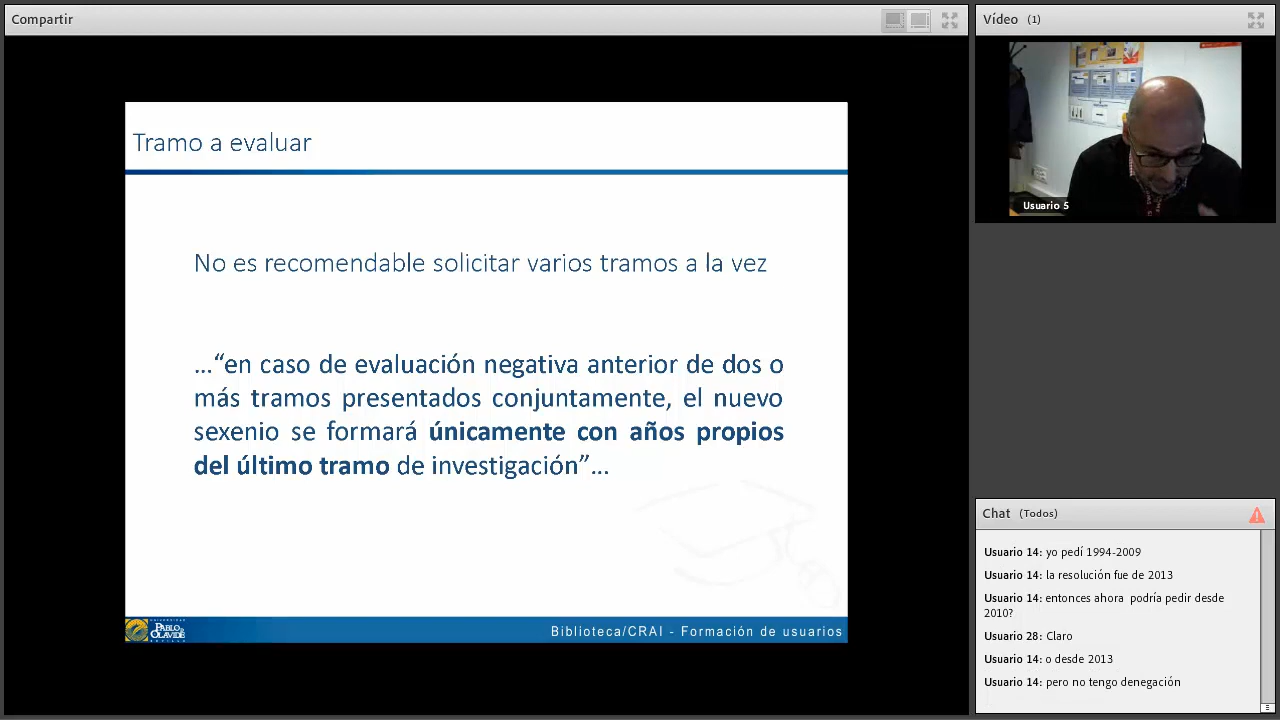 Compartir
Tramo a evaluar
No es recomendable solicitar varios tramos a la vez
…“en caso de evaluación negativa anterior de dos o
más tramos presentados conjuntamente, el nuevo
sexenio se formará únicamente con años propios
del último tramo de investigación”…
PABLO DE
OLAVIDE
Biblioteca/CRAI - Formación de usuarios
Vídeo (1)
Usuario 5
Chat (Todos)
Usuario 14: yo pedí 1994-2009
Usuario 14: la resolución fue de 2013
Usuario 14: entonces ahora podría pedir desde
2010?
Usuario 28: Claro
Usuario 14: o desde 2013
Usuario 14: pero no tengo denegación